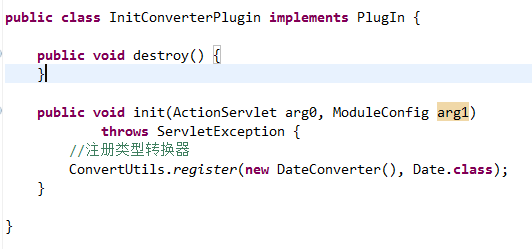 public class InitConverterPlugin implements PlugIn {
public void destroy() {
}
public void init(ActionServlet arg0, ModuleConfig arg1)
throws ServletException {
//注册类型转换器
ConvertUtils.register(new DateConverter(), Date.class);
}
}